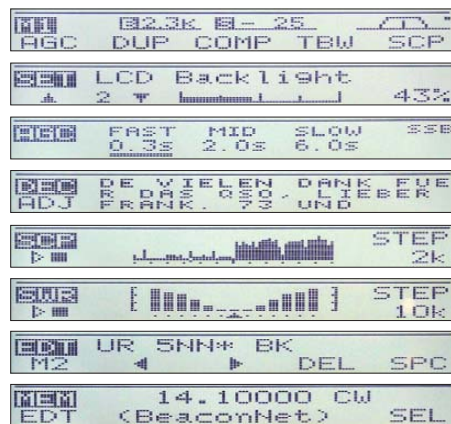 M1 2.3K - 25
AGC DUP COMP TBW SCP
SET LCD Backlight
2 43%
AGC FAST MID SLOW SSB
0.3s 2.0s 6.0s
DEC DE VIELEN DANK FUE
R DAS QSO, LIEBER
ADJ FRANK. 73 UND
SCP STEP
2k
SWR STEP
10k
EDT UR 5NN* BK
M2 DEL SPC
MEM 14.10000 CW
EDT (BeaconNet) SEL